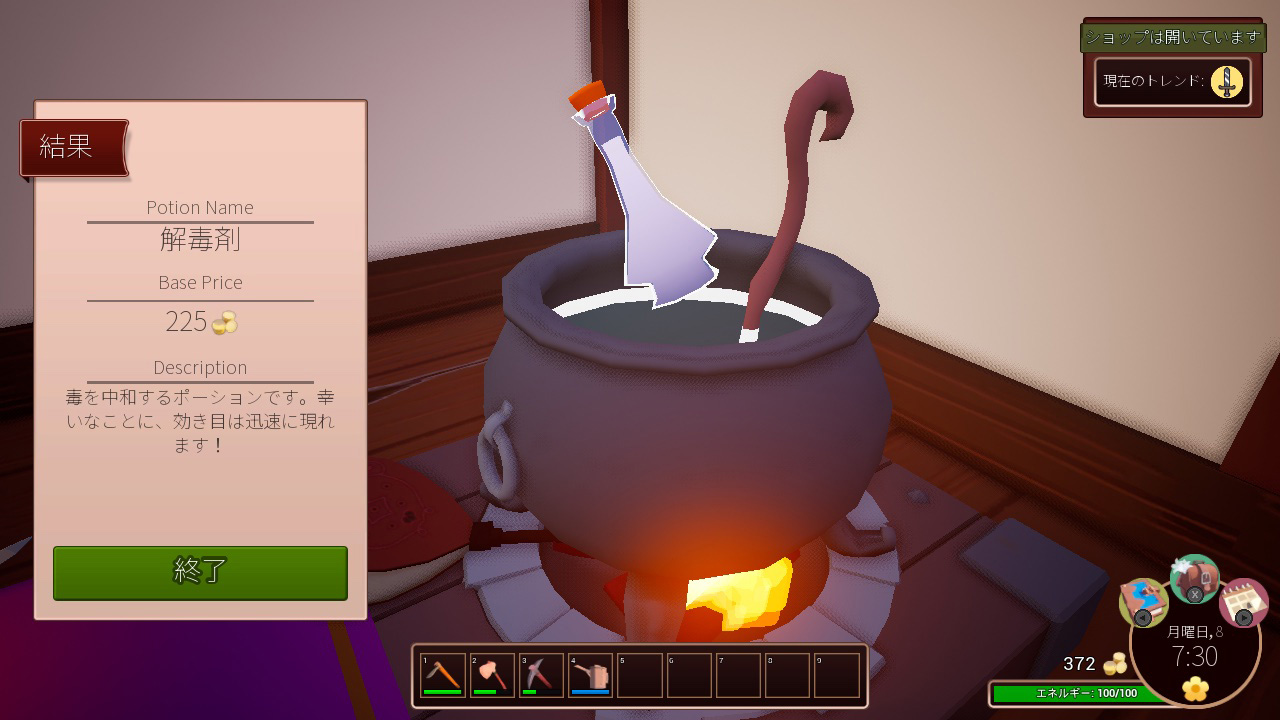 ショップは開いています
現在のトレンド:
結果
Potion Name
解毒剤
Base Price
225
Description
毒を中和するポーションです。幸
いなことに、効き目は迅速に現れ
ます！
終了
1 2 3 4 5 6 7 8 9
X
月曜日, 8
7:30
372
エネルギー: 100/100